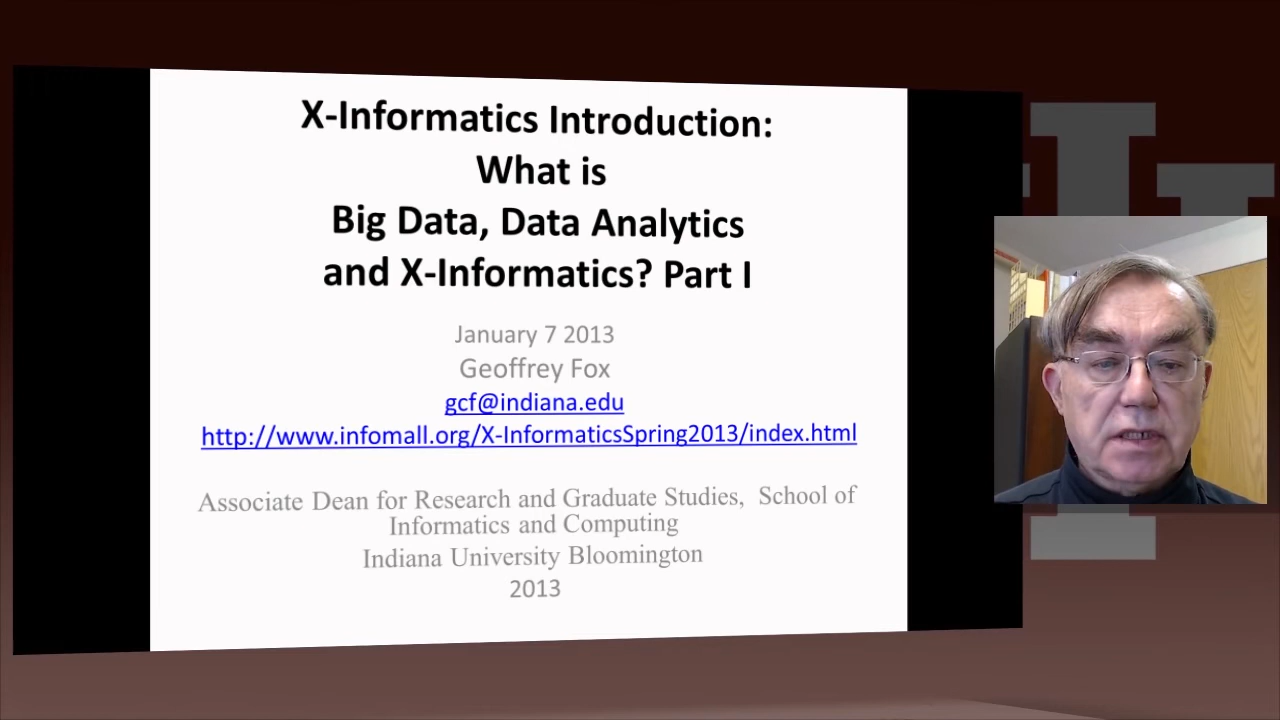 X-Informatics Introduction:
What is
Big Data, Data Analytics
and X-Informatics? Part I
January 7 2013
Geoffrey Fox
gcf@indiana.edu
http://www.infomall.org/X-InformaticsSpring2013/index.html
Associate Dean for Research and Graduate Studies, School of
Informatics and Computing
Indiana University Bloomington
2013